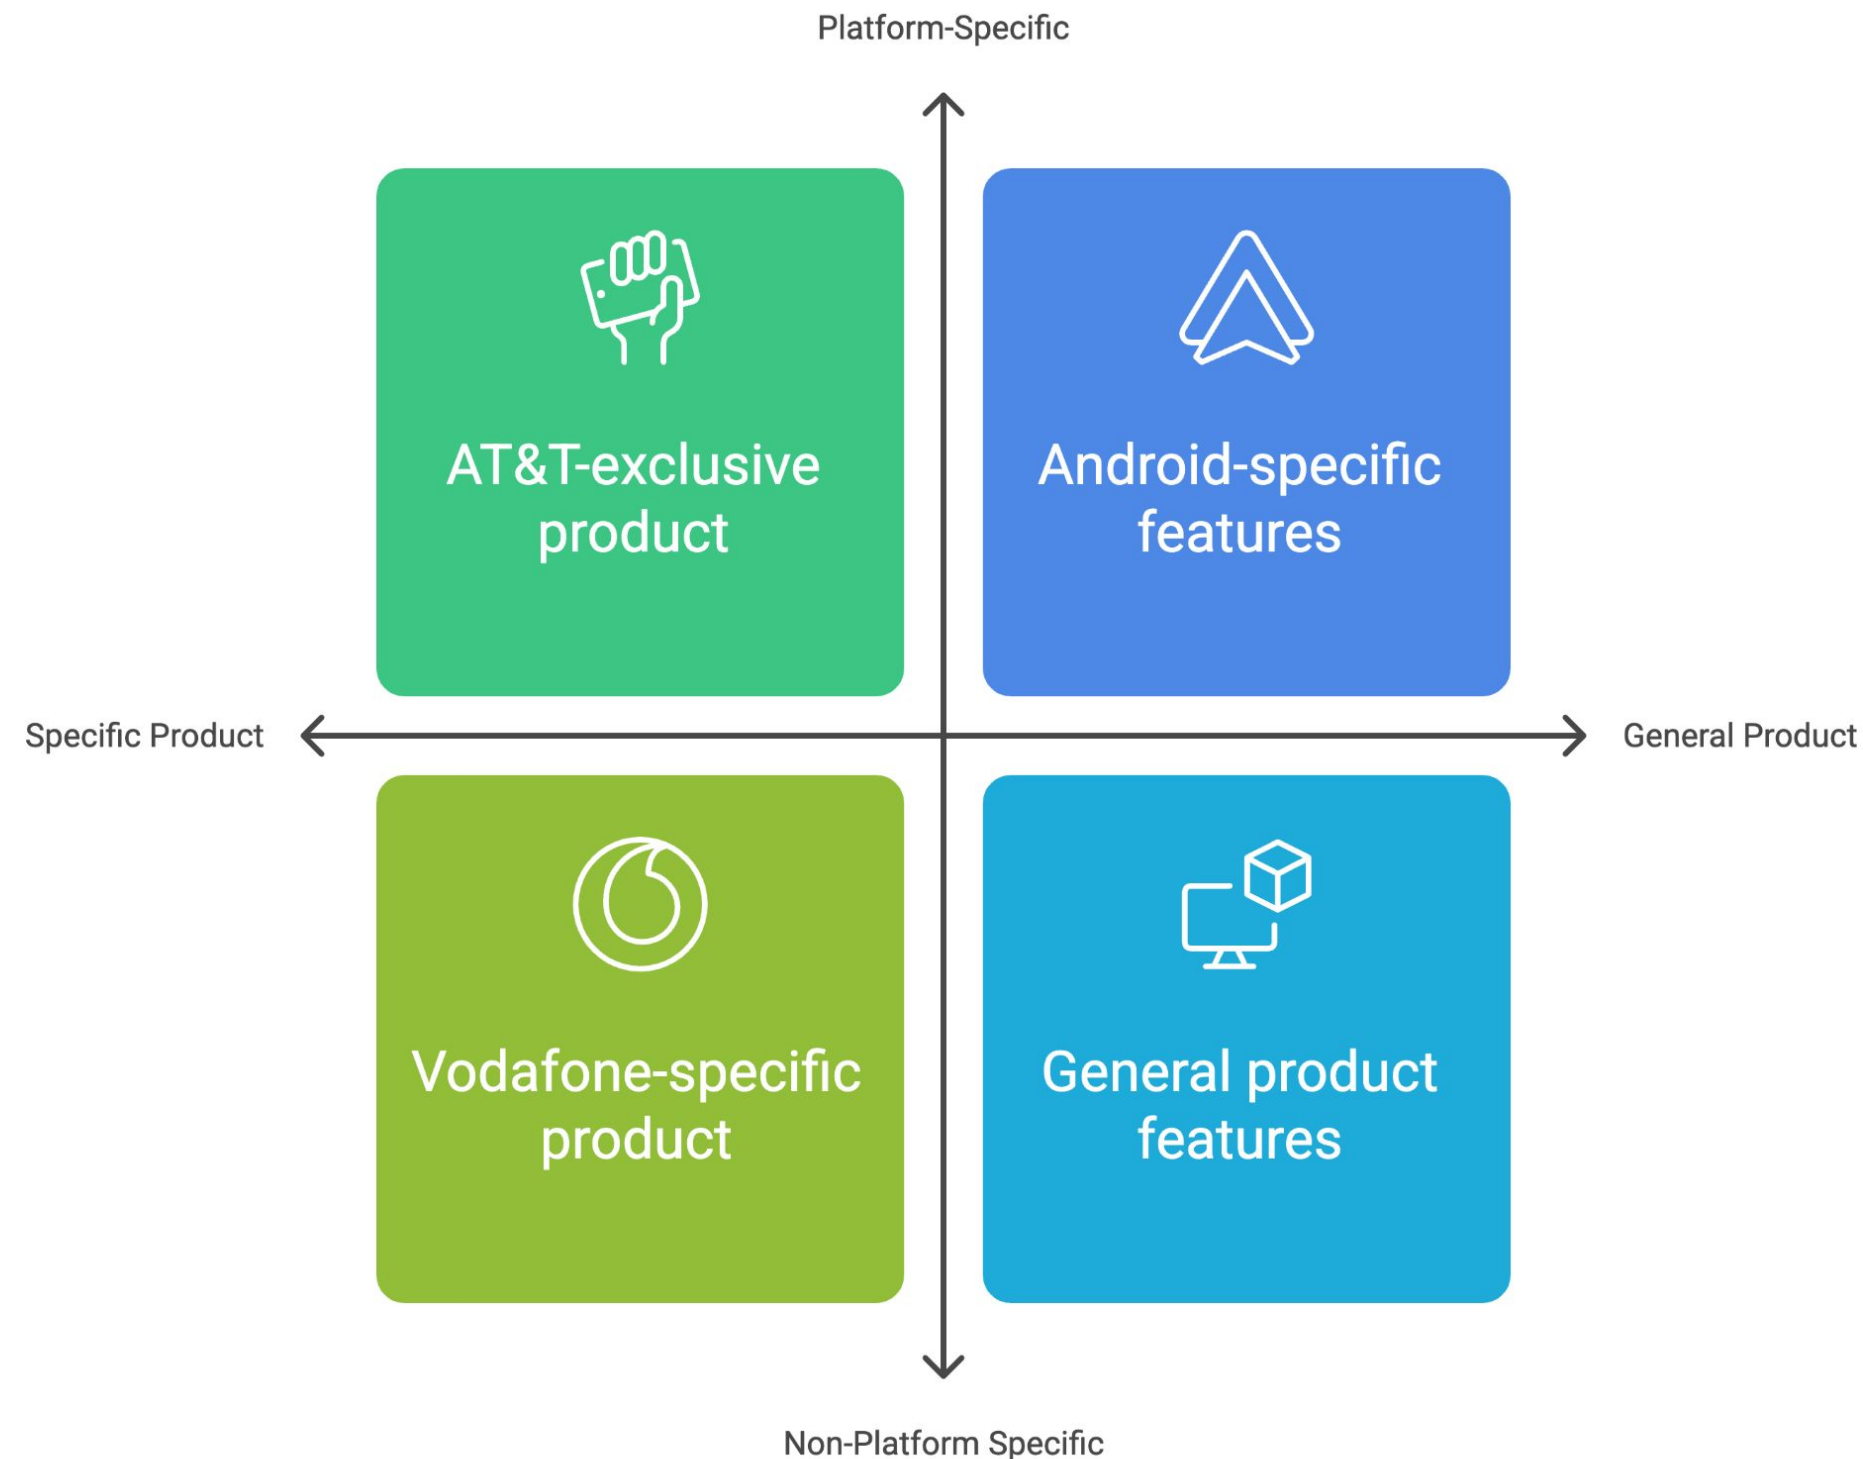 Platform-Specific
AT&T-exclusive
product
Android-specific
features
Specific Product
General Product
Vodafone-specific
product
General product
features
Non-Platform Specific